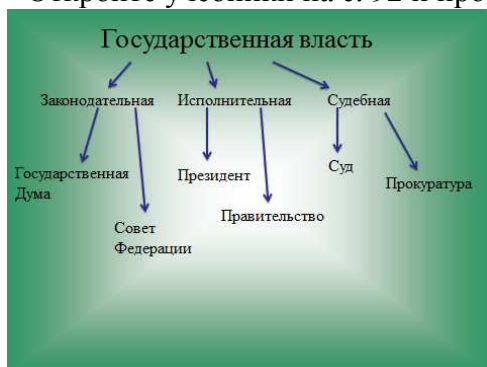 Государственная власть
Законодательная Исполнительная Судебная
Государственная
Дума
Совет
Федерации
Президент
Правительство
Суд
Прокуратура